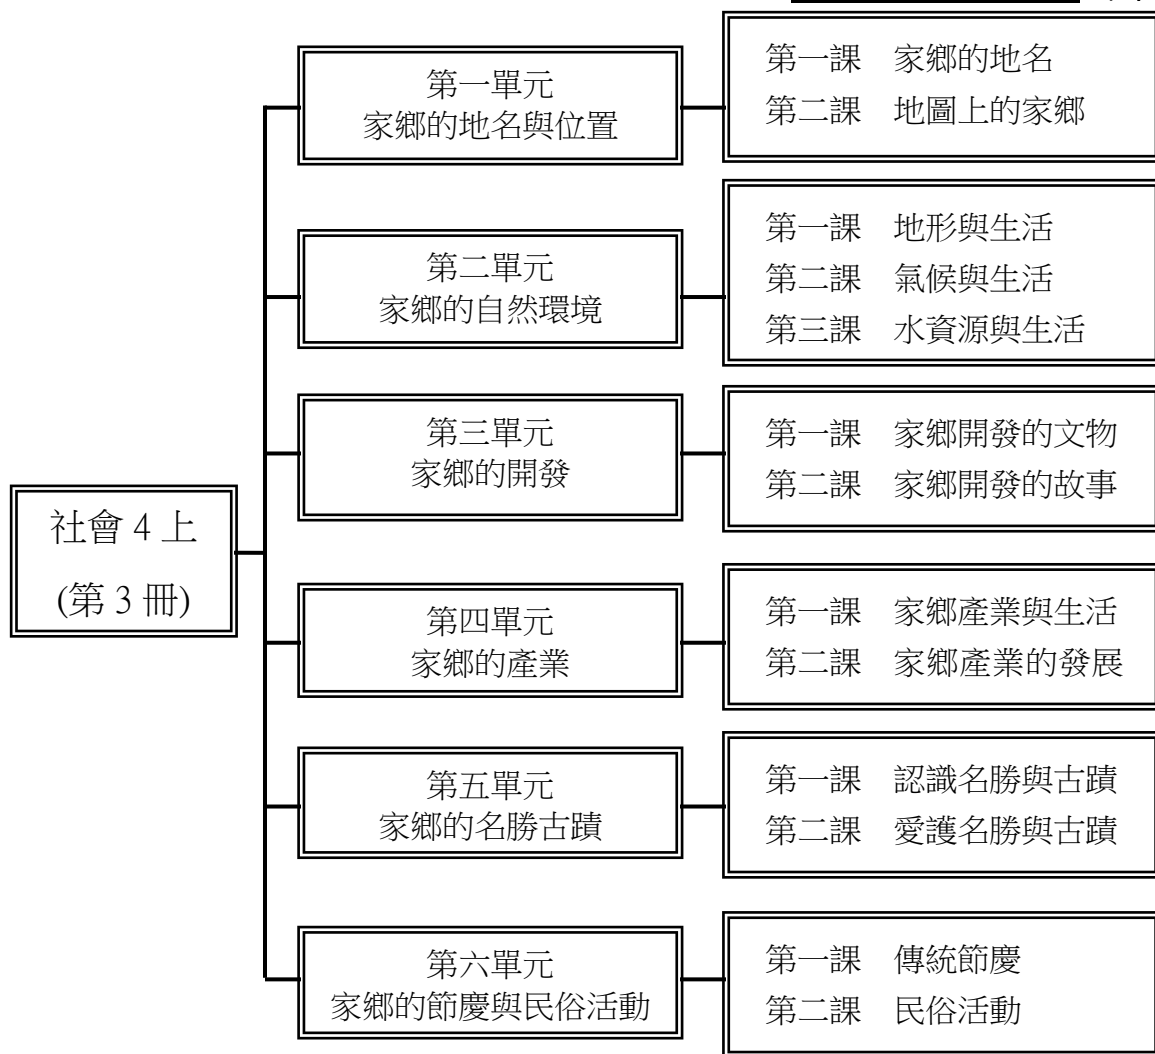 社會 4 上
(第 3 冊)
第一單元
家鄉的地名與位置
第一課 家鄉的地名
第二課 地圖上的家鄉
第二單元
家鄉的自然環境
第一課 地形與生活
第二課 氣候與生活
第三課 水資源與生活
第三單元
家鄉的開發
第一課 家鄉開發的文物
第二課 家鄉開發的故事
第四單元
家鄉的產業
第一課 家鄉產業與生活
第二課 家鄉產業的發展
第五單元
家鄉的名勝古蹟
第一課 認識名勝與古蹟
第二課 愛護名勝與古蹟
第六單元
家鄉的節慶與民俗活動
第一課 傳統節慶
第二課 民俗活動